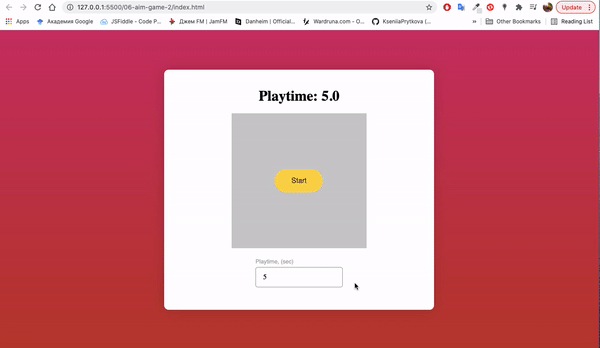 127.0.0.1:5500/06-aim-game-2/index.html
Update
Apps
Академия Google
JSFiddle - Code P...
Джем FM | JamFM
Danheim | Official...
Wardruna.com - O...
KseniiaPrytkova (...
»
Other Bookmarks
Reading List
Playtime: 5.0
Start
Playtime, (sec)
5